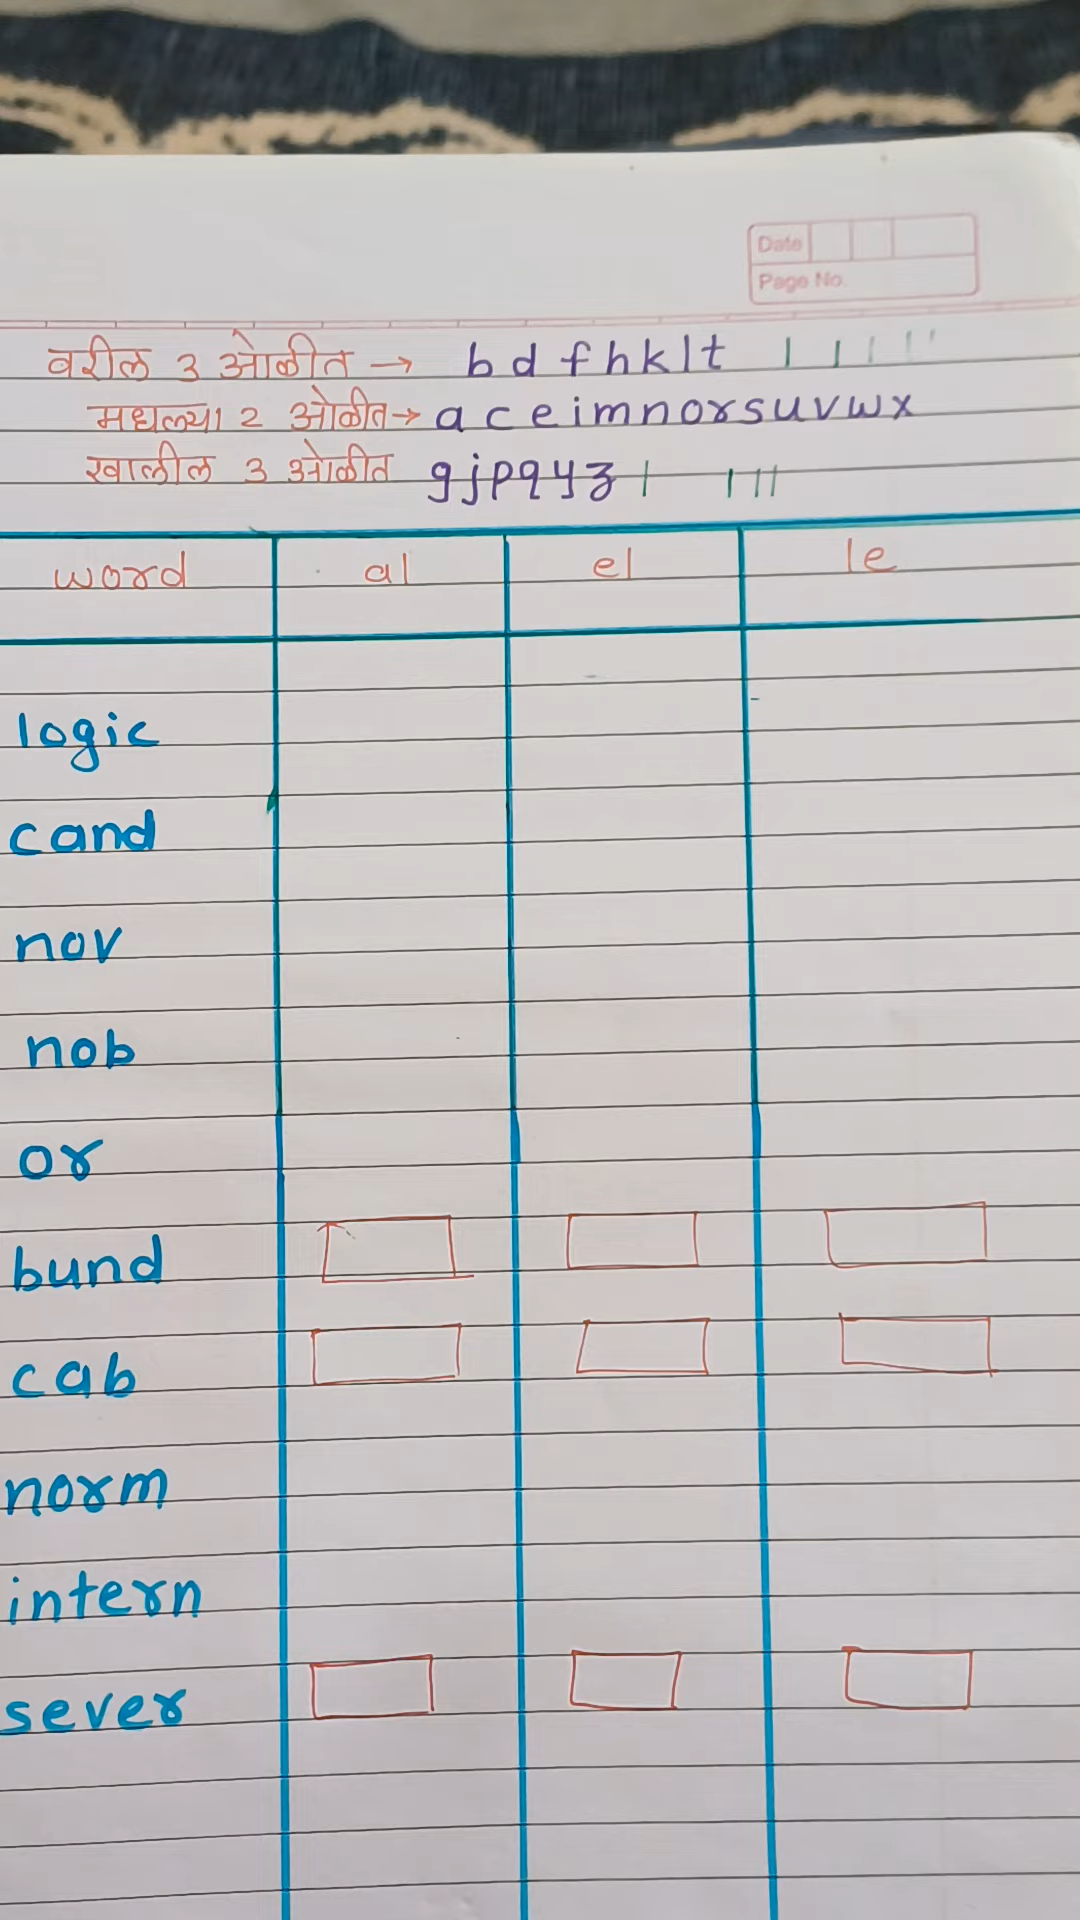 Date
Page No.
वरील 3 ओळीत → b d f h k l t
मधल्या 2 ओळीत → a c e i m n o r s u v w x
खालील 3 ओळीत g j p q y z
word al el le
logic
cand
nov
nob
or
bund
cab
norm
intern
sever